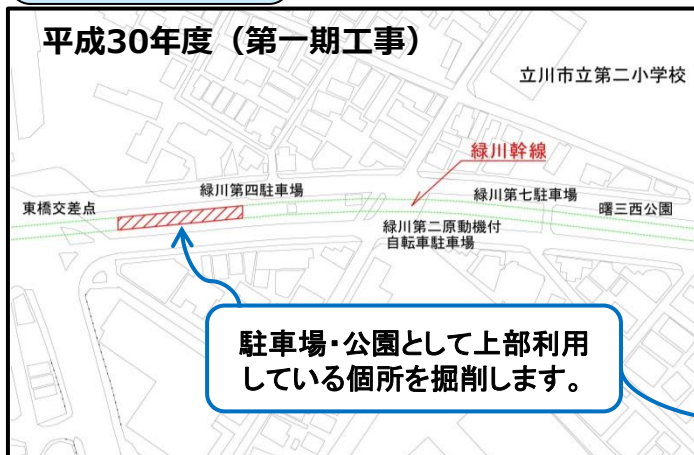 平成30年度（第一期工事）
立川市立第二小学校
緑川幹線
緑川第四駐車場
緑川第七駐車場
東橋交差点
曙三西公園
緑川第二原動機付
自転車駐車場
駐車場・公園として上部利用
している個所を掘削します。